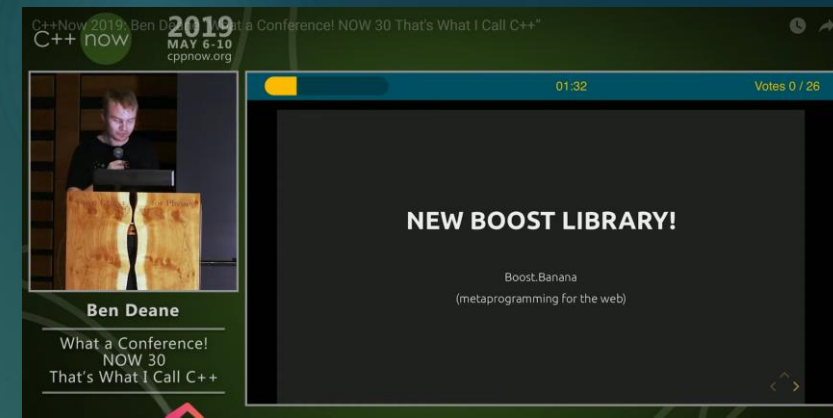 C++Now 2019: Ben Deane "What a Conference! NOW 30 That's What I Call C++"
C++ now
2019
MAY 6-10
cppnow.org
01:32
Votes 0 / 26
NEW BOOST LIBRARY!
Boost.Banana
(metaprogramming for the web)
Ben Deane
What a Conference!
NOW 30
That's What I Call C++